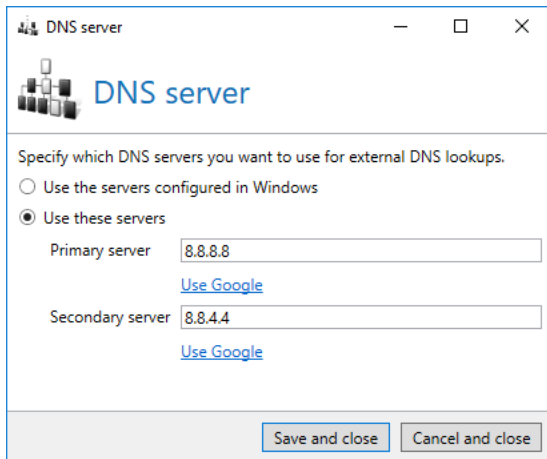 DNS server
DNS server
Specify which DNS servers you want to use for external DNS lookups.
Use the servers configured in Windows
Use these servers
Primary server 8.8.8.8
Use Google
Secondary server 8.8.4.4
Use Google
Save and close Cancel and close